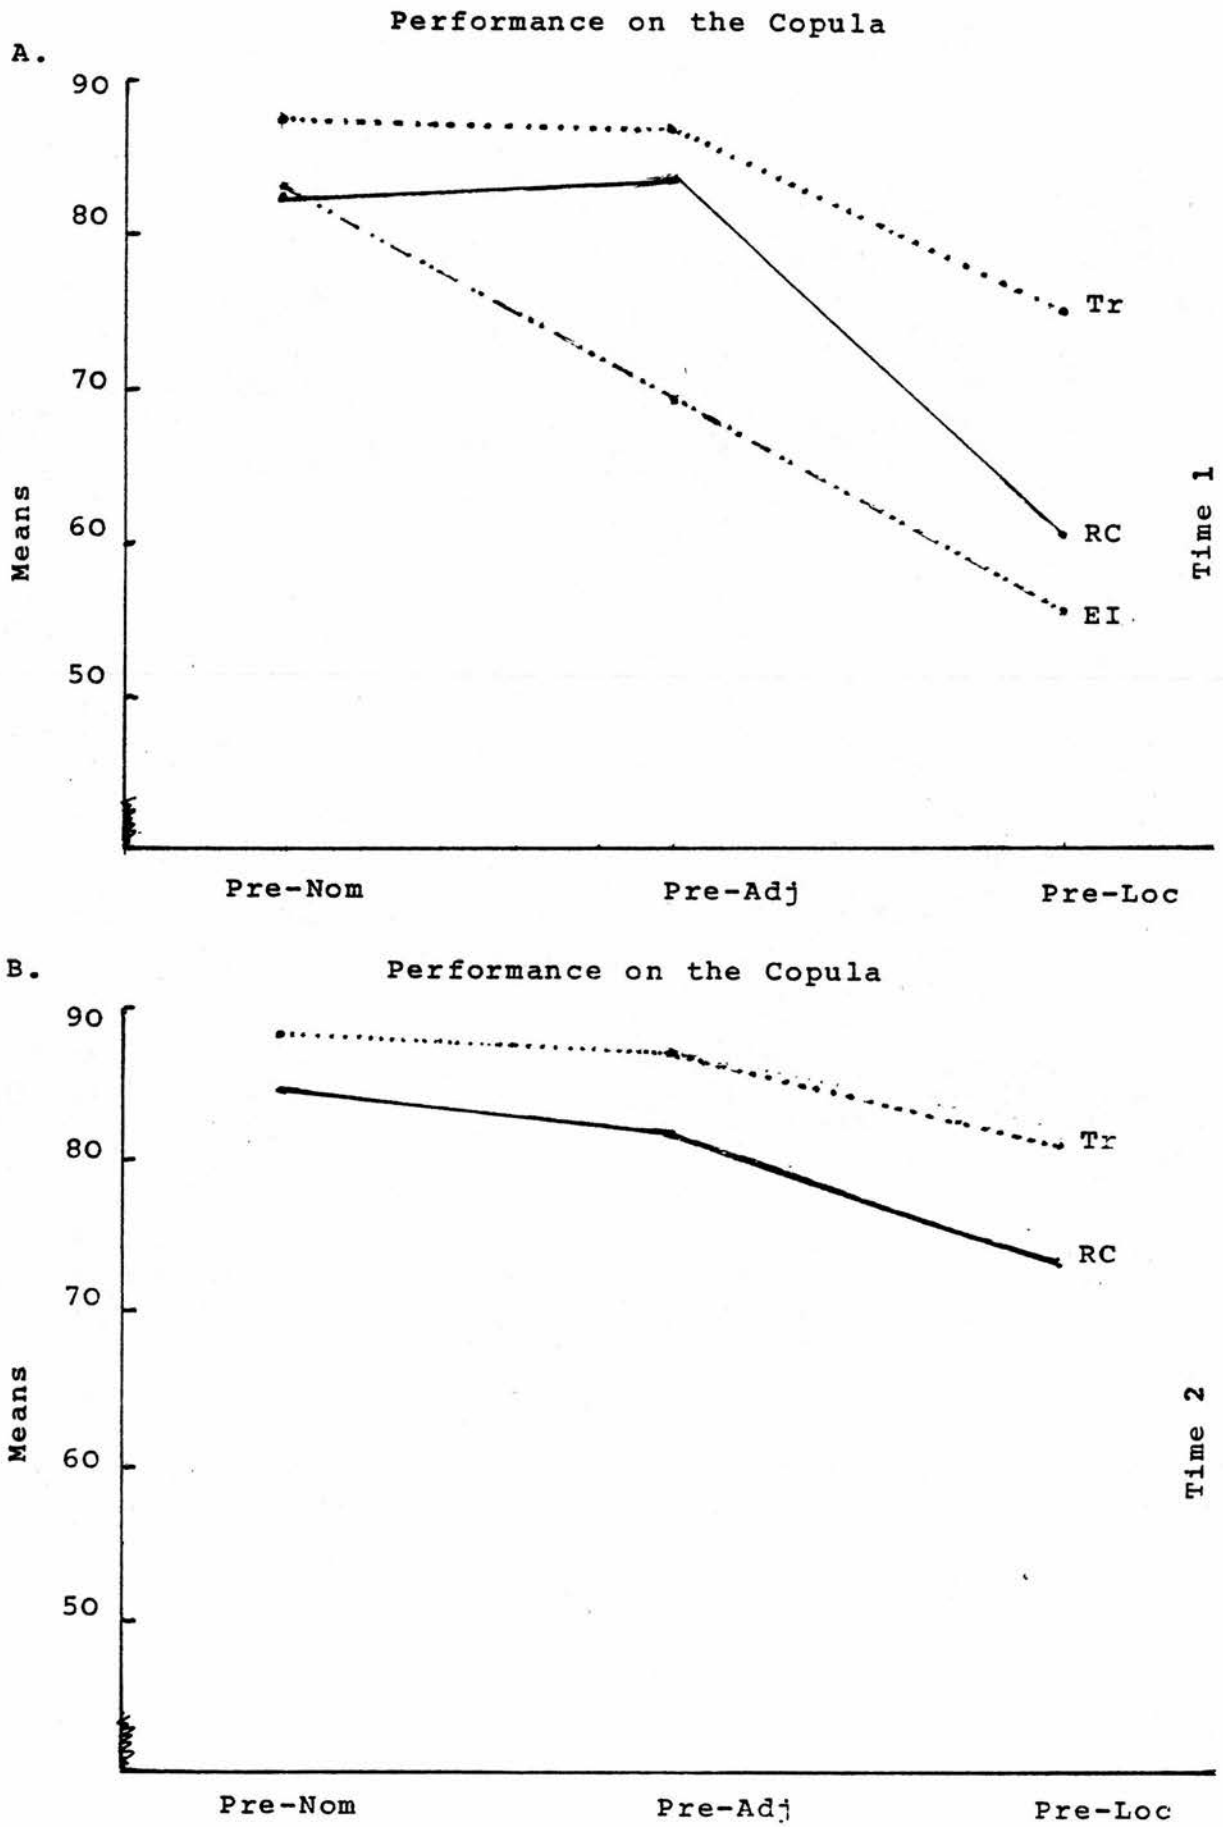 Performance on the Copula
A.
90
80
70
60
50
Means
Tr
RC
EI
Time 1
Pre-Nom Pre-Adj Pre-Loc
B.
Performance on the Copula
90
80
70
60
50
Means
Tr
RC
Time 2
Pre-Nom Pre-Adj Pre-Loc